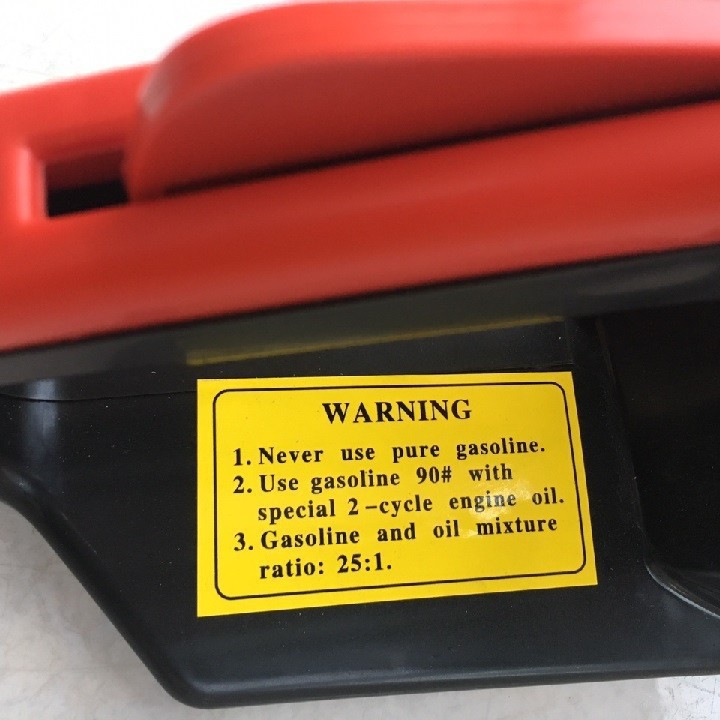 WARNING
1. Never use pure gasoline.
2. Use gasoline 90# with
special 2-cycle engine oil.
3. Gasoline and oil mixture
ratio: 25:1.